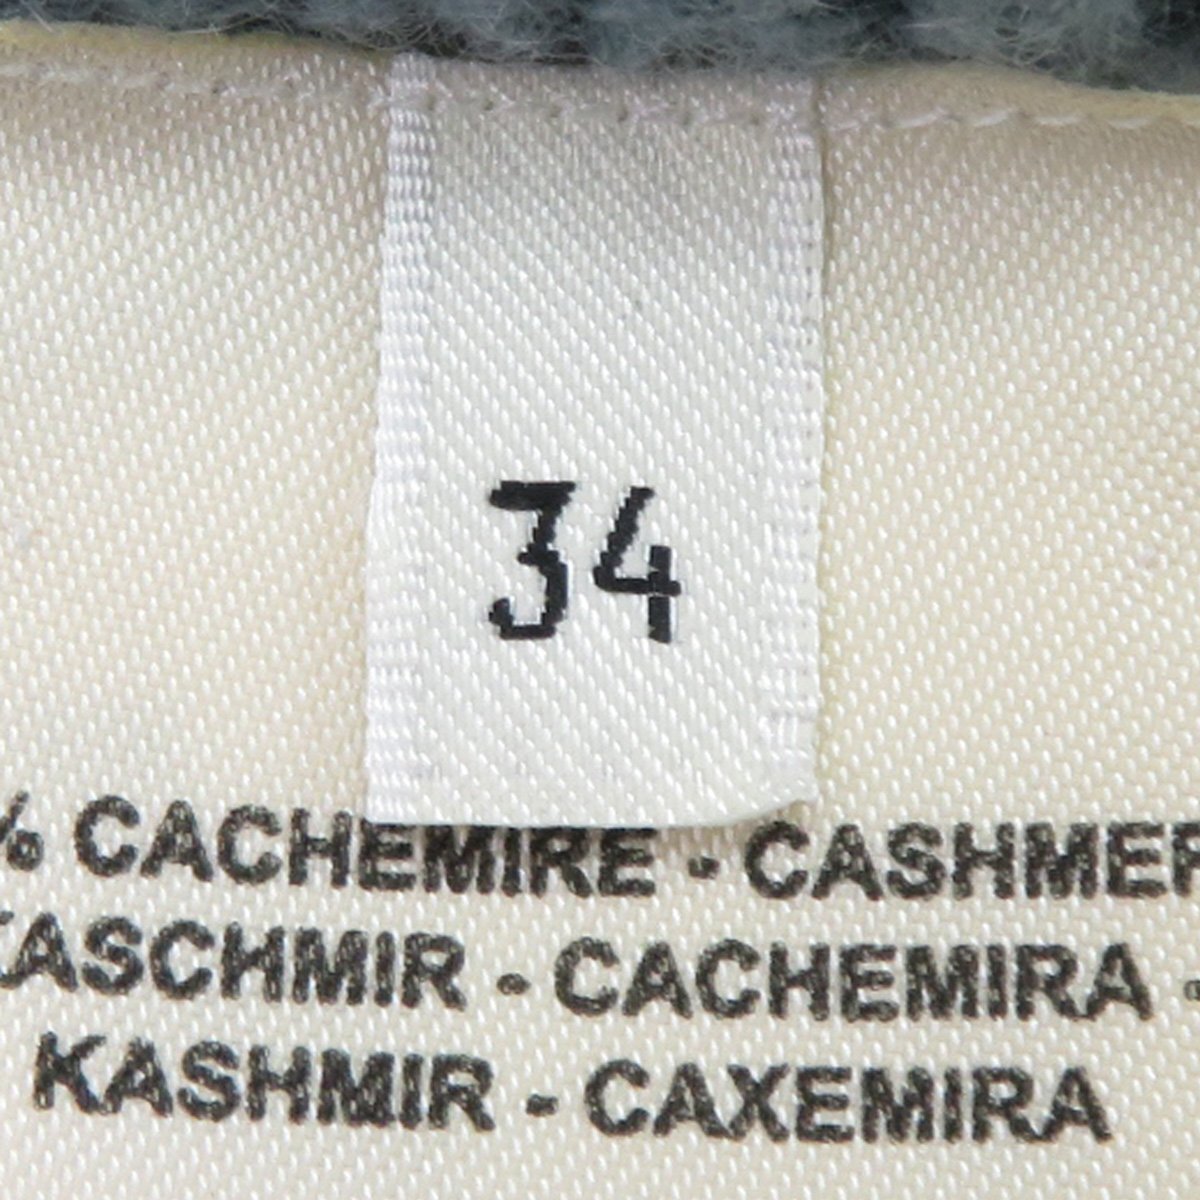 34
% CACHEMIRE - CASHMER
KASCHMIR - CACHEMIRA -
KASHMIR - CAXEMIRA